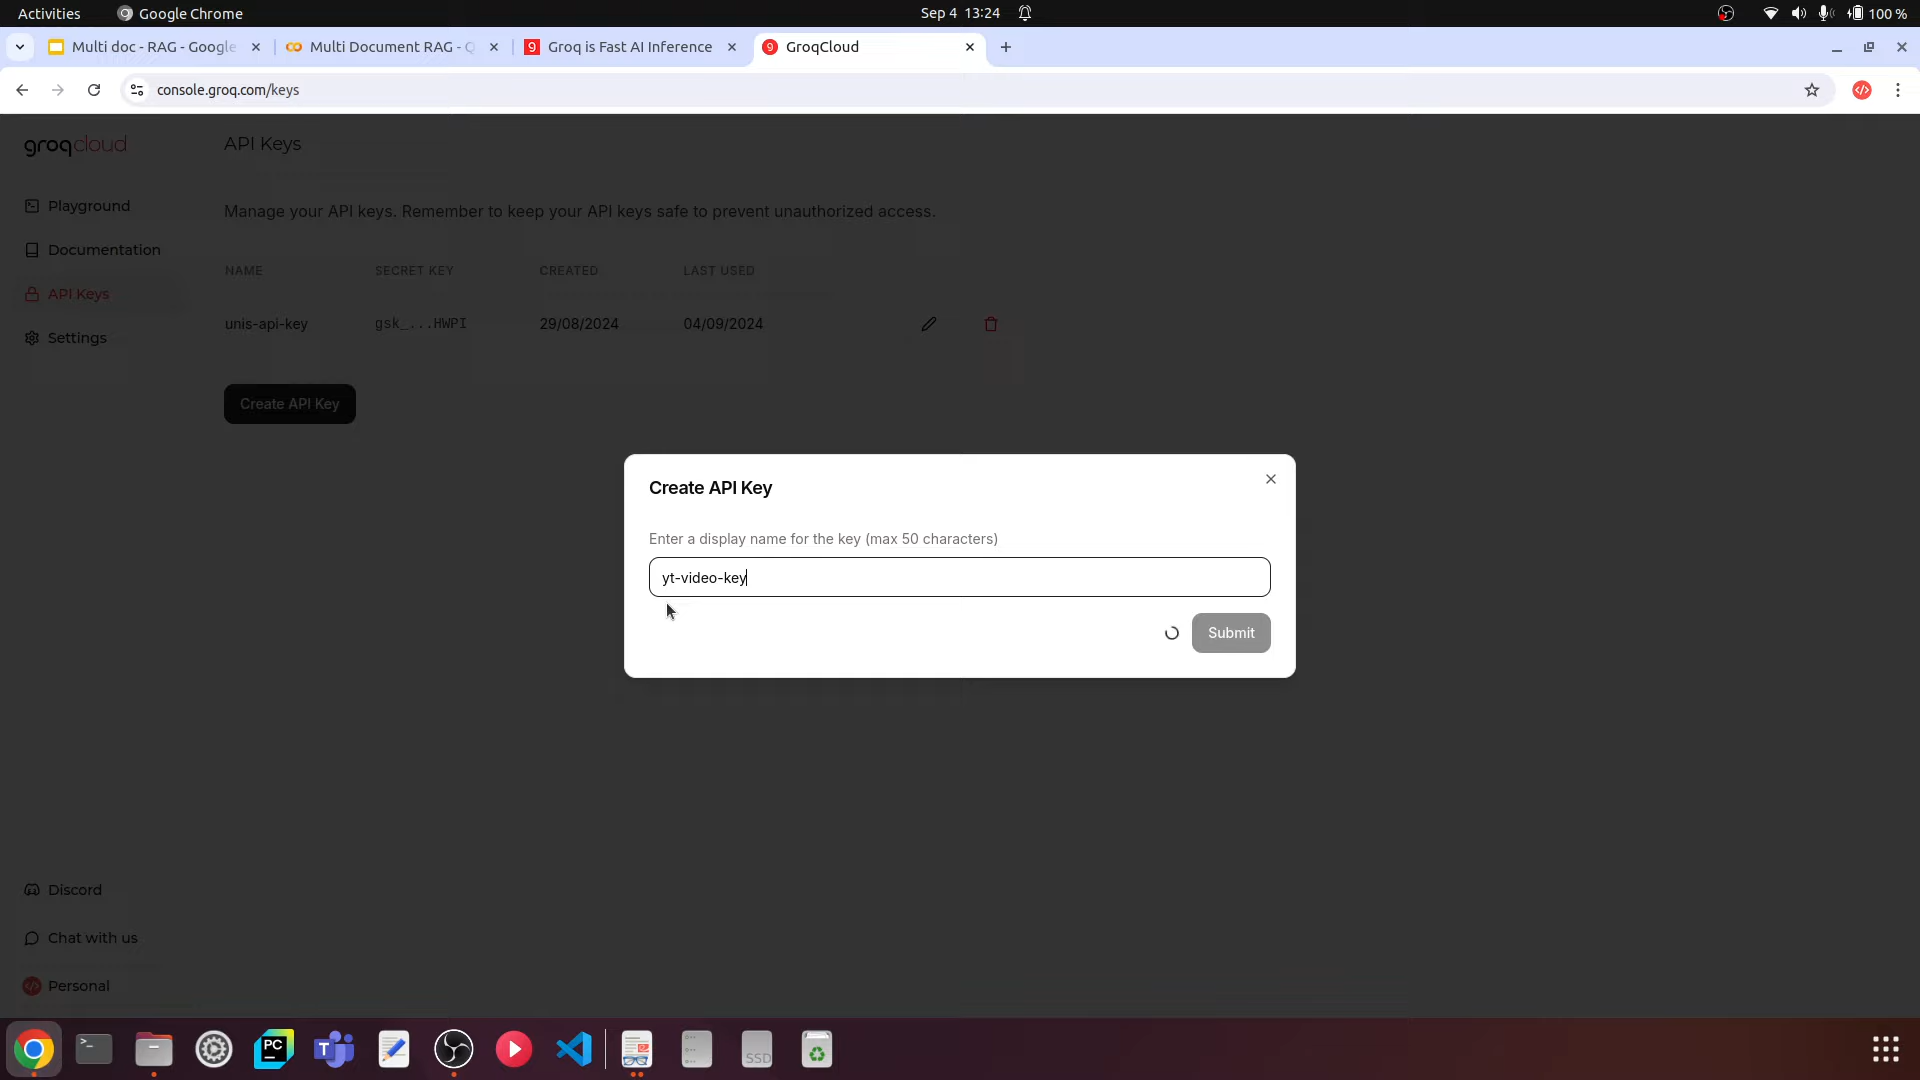 Activities
Google Chrome
Sep 4 13:24
100 %
Multi doc - RAG - Google
Multi Document RAG - Q
Groq is Fast AI Inference
GroqCloud
console.groq.com/keys
groqcloud
API Keys
Playground
Documentation
API Keys
Settings
Manage your API keys. Remember to keep your API keys safe to prevent unauthorized access.
NAME SECRET KEY CREATED LAST USED
unis-api-key gsk_...HWPI 29/08/2024 04/09/2024
Create API Key
Create API Key
Enter a display name for the key (max 50 characters)
yt-video-key
Submit
Discord
Chat with us
Personal
PC
SSD